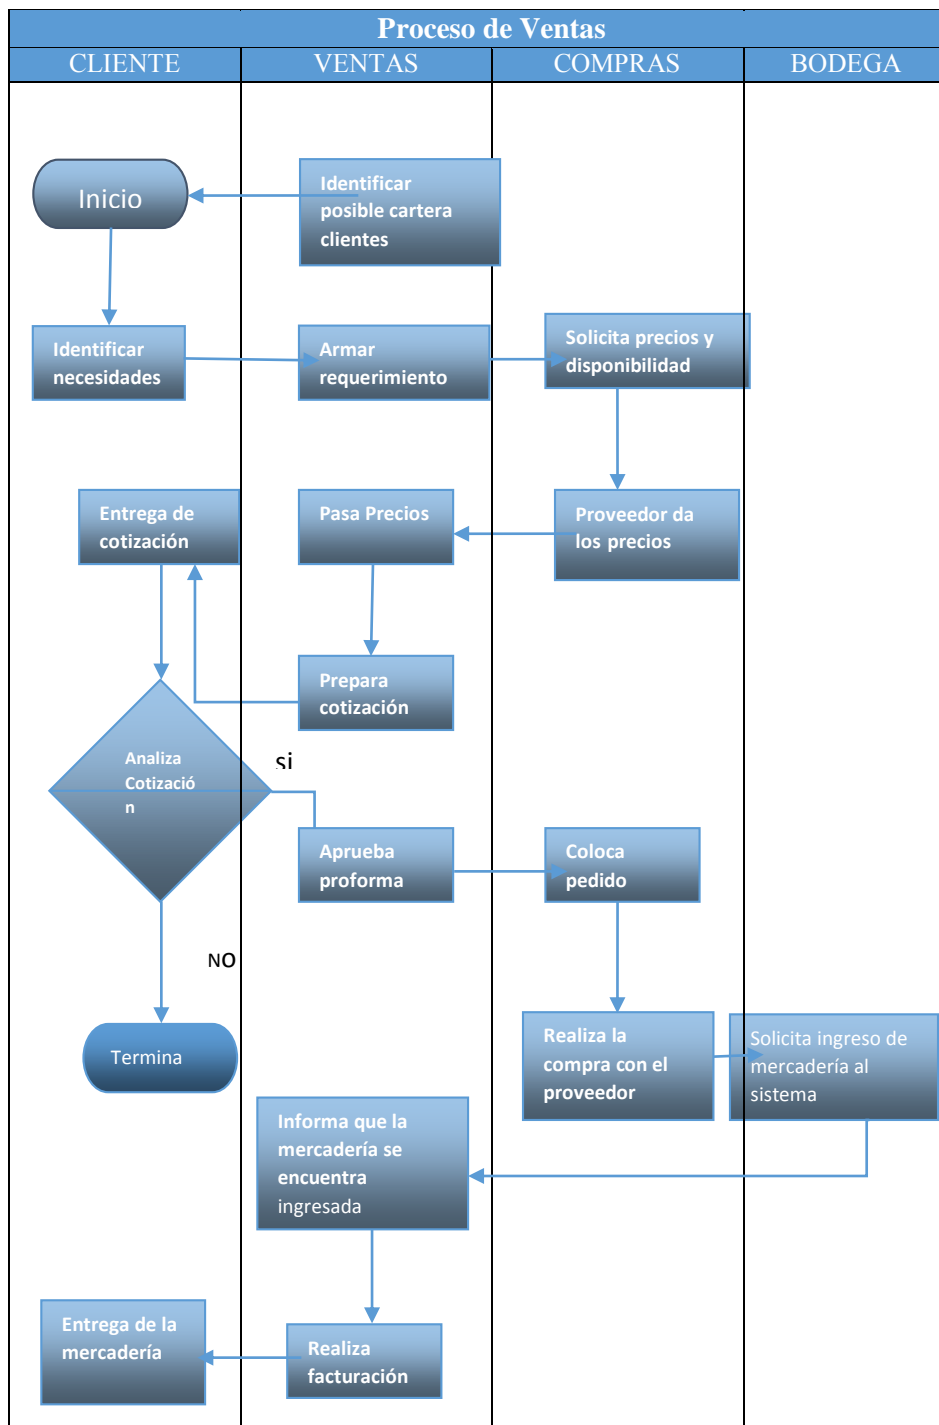 Proceso de Ventas
CLIENTE
VENTAS
COMPRAS
BODEGA
Inicio
Identificar
posible cartera
clientes
Identificar
necesidades
Armar
requerimiento
Solicita precios y
disponibilidad
Entrega de
cotización
Pasa Precios
Proveedor da
los precios
Prepara
cotización
Analiza
Cotizació
n
si
Aprueba
proforma
Coloca
pedido
NO
Termina
Realiza la
compra con el
proveedor
Solicita ingreso de
mercadería al
sistema
Informa que la
mercadería se
encuentra
ingresada
Entrega de la
mercadería
Realiza
facturación